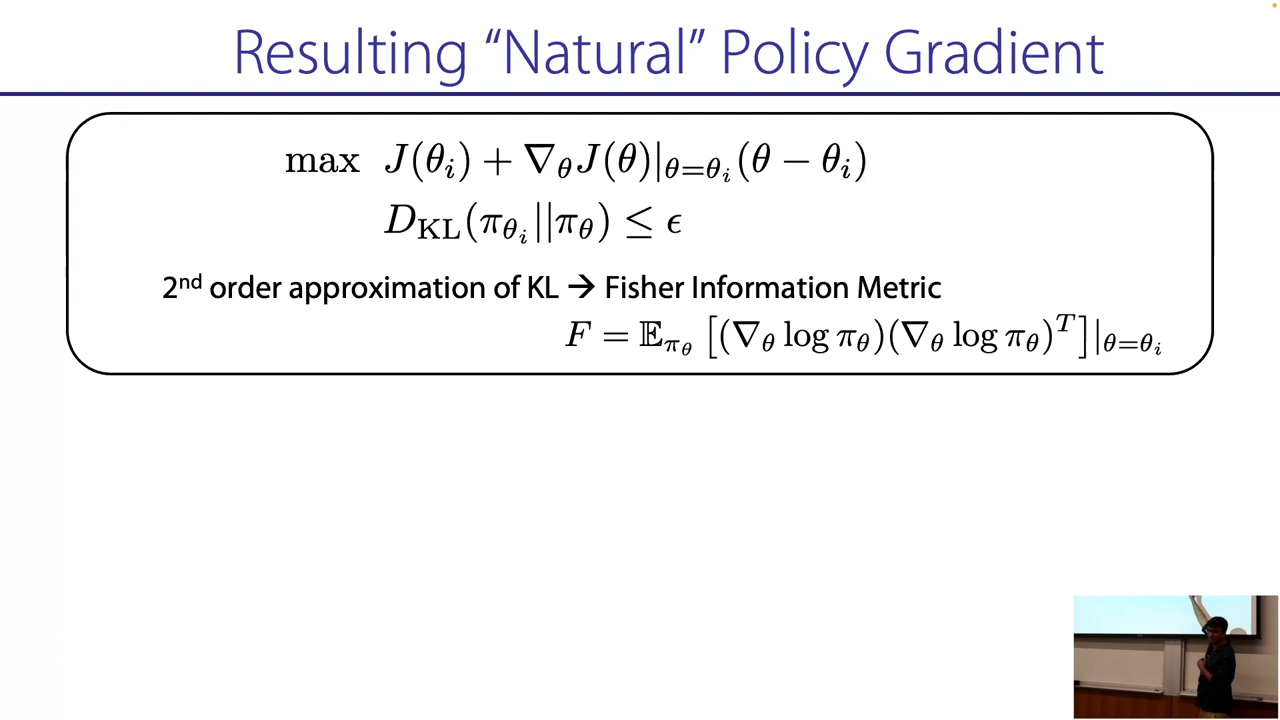 Resulting “Natural” Policy Gradient
max J(θ_i) + ∇_θ J(θ)|_{θ=θ_i} (θ − θ_i)
D_KL(π_{θ_i}||π_θ) ≤ ϵ
2nd order approximation of KL → Fisher Information Metric
F = 𝔼_{π_θ} [(∇_θ log π_θ)(∇_θ log π_θ)^T]|_{θ=θ_i}